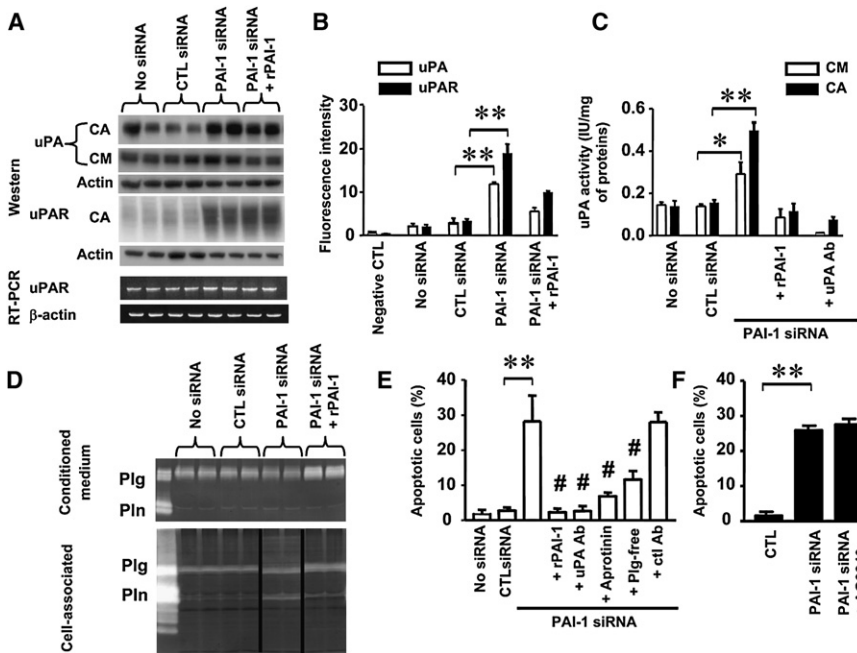 A
No siRNA
CTL siRNA
PAI-1 siRNA
PAI-1 siRNA
+ rPAI-1
uPA
CA
CM
Actin
uPAR
CA
Actin
Western
uPAR
β-actin
RT-PCR
B
uPA
uPAR
Fluorescence intensity
30
20
10
0
**
**
Negative CTL
No siRNA
CTL siRNA
PAI-1 siRNA
PAI-1 siRNA
+ rPAI-1
C
CM
CA
uPA activity (IU/mg
of proteins)
0.6
0.4
0.2
0.0
*
**
No siRNA
CTL siRNA
+ rPAI-1
+ uPA Ab
PAI-1 siRNA
D
No siRNA
CTL siRNA
PAI-1 siRNA
PAI-1 siRNA
+ rPAI-1
Conditioned
medium
Plg
Pln
Cell-associated
Plg
Pln
E
Apoptotic cells (%)
40
30
20
10
0
**
# # # #
No siRNA
CTLsiRNA
+ rPAI-1
+ uPA Ab
+ Aprotinin
+ Plg-free
+ ctl Ab
PAI-1 siRNA
F
Apoptotic cells (%)
40
30
20
10
0
**
CTL
PAI-1 siRNA
PAI-1 siRNA